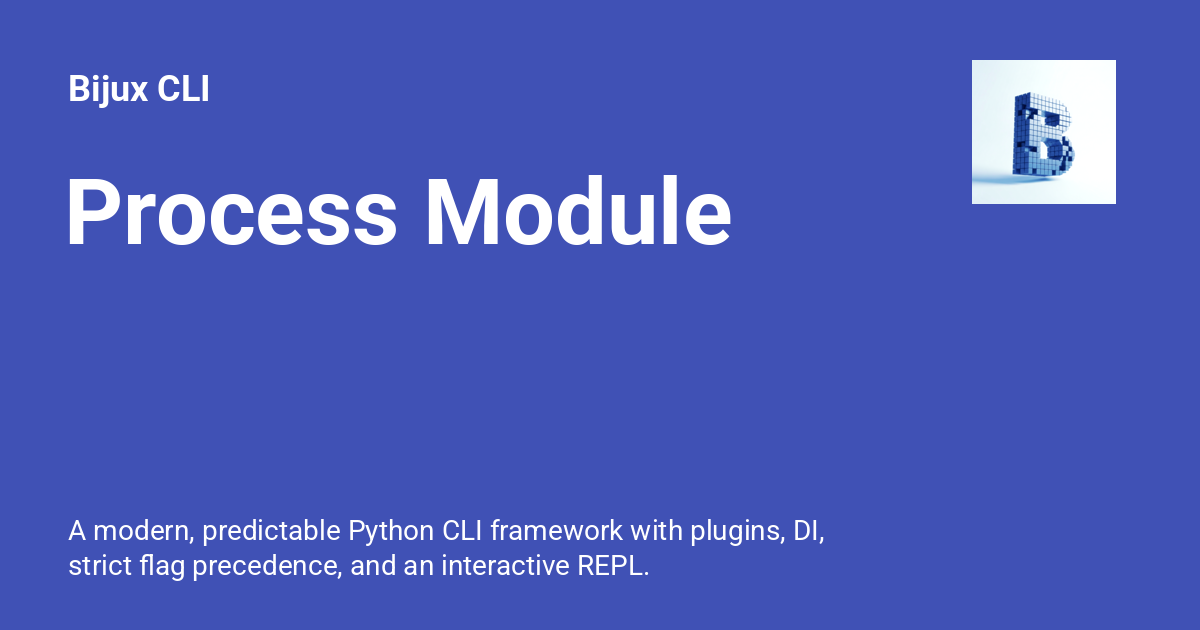 Bijux CLI
Process Module
A modern, predictable Python CLI framework with plugins, DI,
strict flag precedence, and an interactive REPL.
B